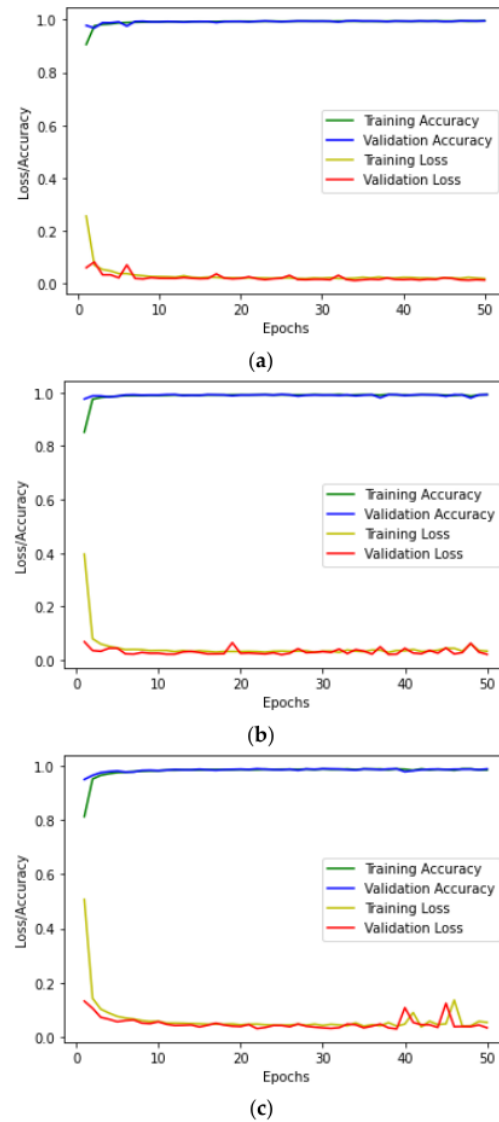 1.0
0.8
0.6
0.4
0.2
0.0
Loss/Accuracy
Training Accuracy
Validation Accuracy
Training Loss
Validation Loss
0 10 20 30 40 50
Epochs
(a)
1.0
0.8
0.6
0.4
0.2
0.0
Loss/Accuracy
Training Accuracy
Validation Accuracy
Training Loss
Validation Loss
0 10 20 30 40 50
Epochs
(b)
1.0
0.8
0.6
0.4
0.2
0.0
Loss/Accuracy
Training Accuracy
Validation Accuracy
Training Loss
Validation Loss
0 10 20 30 40 50
Epochs
(c)